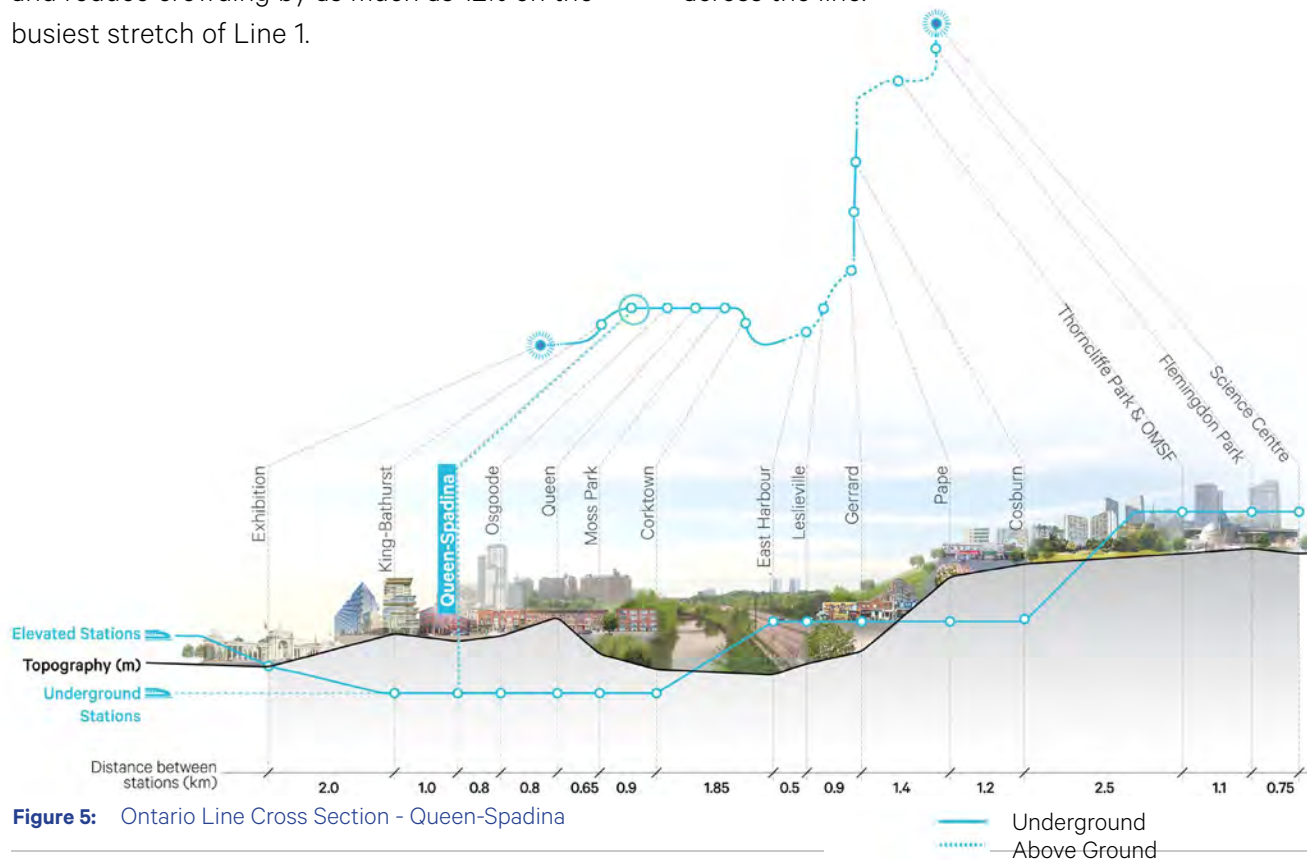 busiest stretch of Line 1.
Exhibition
King-Bathurst
Queen-Spadina
Osgoode
Queen
Moss Park
Corktown
East Harbour
Leslieville
Gerrard
Pape
Cosburn
Thorncliffe Park & OMSF
Flemingdon Park
Science Centre
Elevated Stations
Topography (m)
Underground
Stations
Distance between
stations (km)
2.0 1.0 0.8 0.8 0.65 0.9 1.85 0.5 0.9 1.4 1.2 2.5 1.1 0.75
Figure 5: Ontario Line Cross Section - Queen-Spadina
Underground
Above Ground